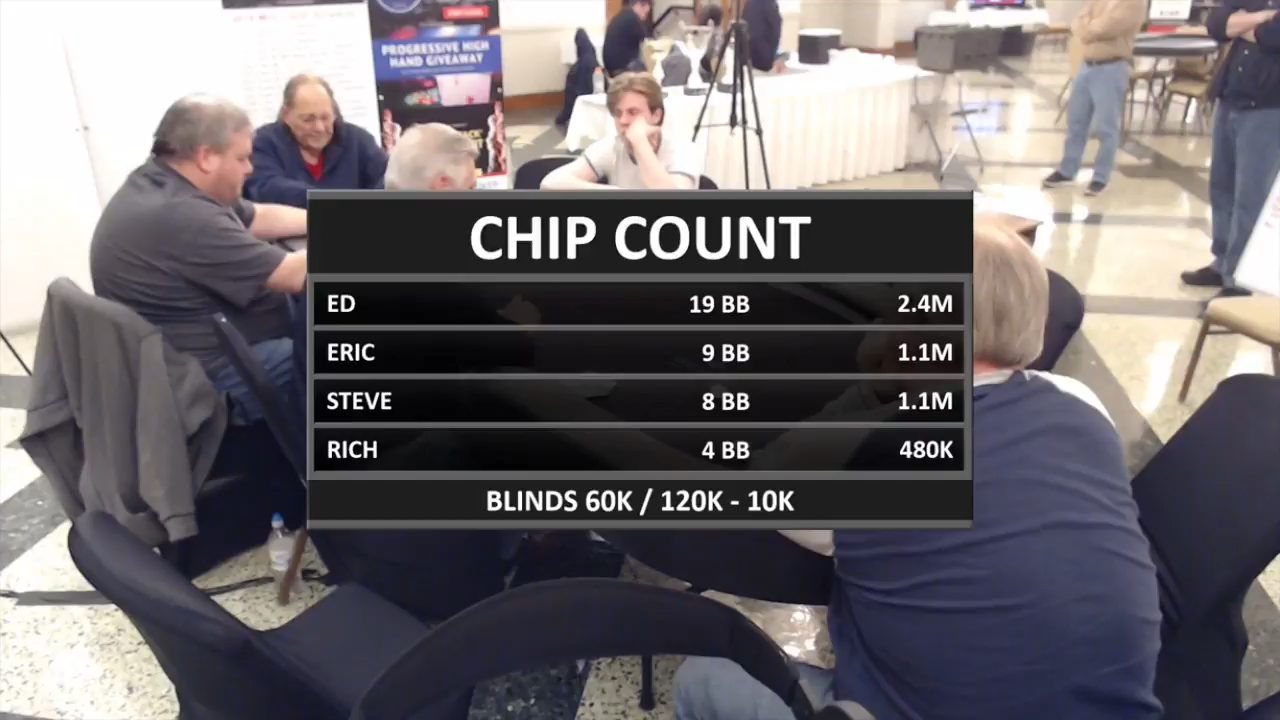 PROGRESSIVE HIGH
HAND GIVEAWAY
CHIP COUNT
ED 19 BB 2.4M
ERIC 9 BB 1.1M
STEVE 8 BB 1.1M
RICH 4 BB 480K
BLINDS 60K / 120K - 10K